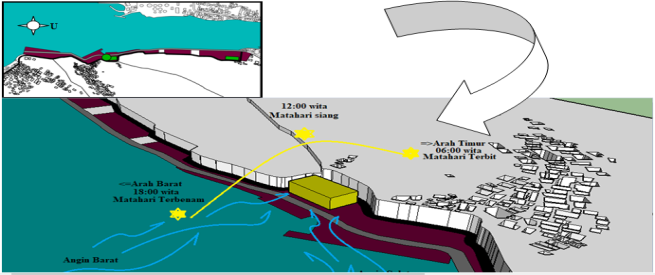 U
12:00 wita
Matahari siang
=>Arah Timur
06:00 wita
Matahari Terbit
<=Arah Barat
18:00 wita
Matahari Terbenam
Angin Barat